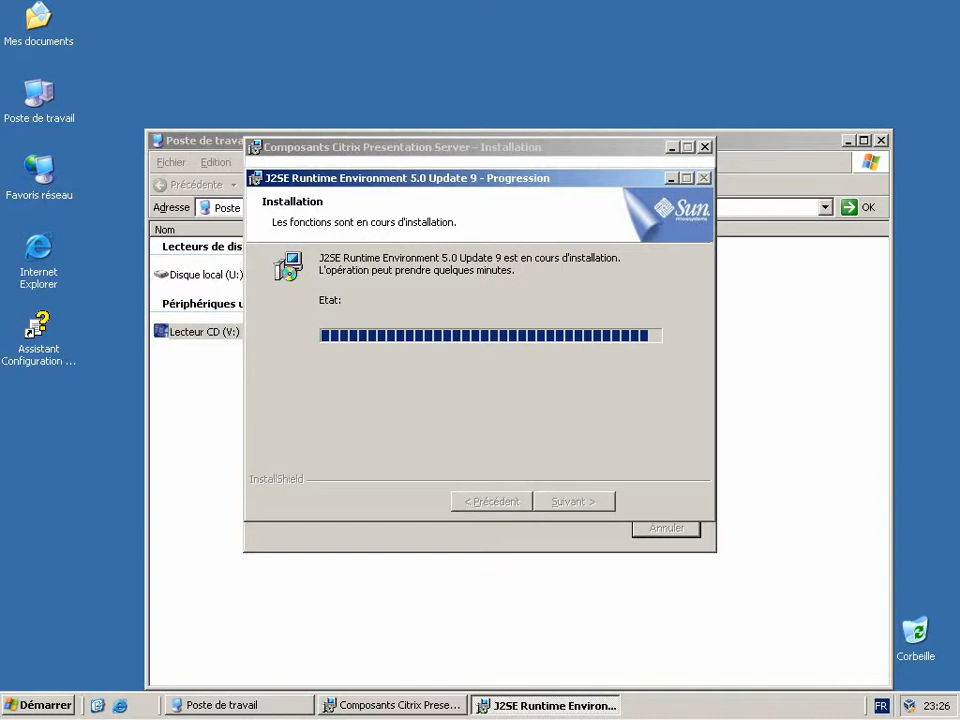 Mes documents
Poste de travail
Favoris réseau
Internet
Explorer
Assistant
Configuration ...
Poste de trava
Fichier Edition
Précédente
Adresse Poste
OK
Nom
Lecteurs de dis
Disque local (U:)
Périphériques u
Lecteur CD (V:)
Composants Citrix Presentation Server - Installation
J2SE Runtime Environment 5.0 Update 9 - Progression
Installation
Les fonctions sont en cours d'installation.
Sun
J2SE Runtime Environment 5.0 Update 9 est en cours d'installation.
L'opération peut prendre quelques minutes.
Etat:
InstallShield
< Précédent Suivant >
Annuler
Corbeille
Démarrer Poste de travail Composants Citrix Prese... J2SE Runtime Environ... FR 23:26